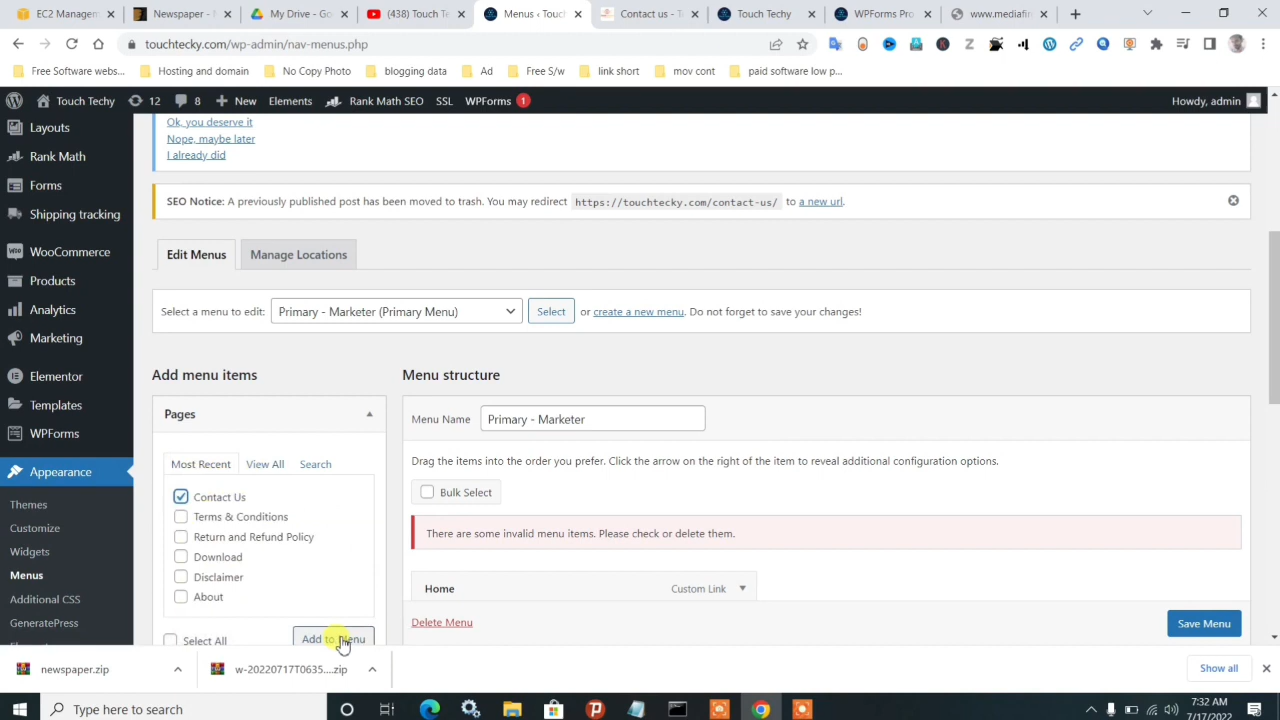 EC2 Manage
Newspaper -
My Drive - Go
(438) Touch Te
Menus ‹ Touch
Contact us - Te
Touch Techy
WPForms Pro
www.mediafir
touchtecky.com/wp-admin/nav-menus.php
Free Software webs...
Hosting and domain
No Copy Photo
blogging data
Ad
Free S/w
link short
mov cont
paid software low p...
Touch Techy
12
8
New
Elements
Rank Math SEO
SSL
WPForms
1
Howdy, admin
Layouts
Rank Math
Forms
Shipping tracking
WooCommerce
Products
Analytics
Marketing
Elementor
Templates
WPForms
Appearance
Themes
Customize
Widgets
Menus
Additional CSS
GeneratePress
Ok, you deserve it
Nope, maybe later
I already did
SEO Notice: A previously published post has been moved to trash. You may redirect https://touchtecky.com/contact-us/ to a new url.
Edit Menus
Manage Locations
Select a menu to edit: Primary - Marketer (Primary Menu) Select or create a new menu. Do not forget to save your changes!
Add menu items
Pages
Most Recent
View All
Search
Contact Us
Terms & Conditions
Return and Refund Policy
Download
Disclaimer
About
Select All
Add to Menu
Menu structure
Menu Name
Primary - Marketer
Drag the items into the order you prefer. Click the arrow on the right of the item to reveal additional configuration options.
Bulk Select
There are some invalid menu items. Please check or delete them.
Home
Custom Link
Delete Menu
Save Menu
newspaper.zip
w-20220717T0635....zip
Show all
Type here to search
7:32 AM
7/17/2022